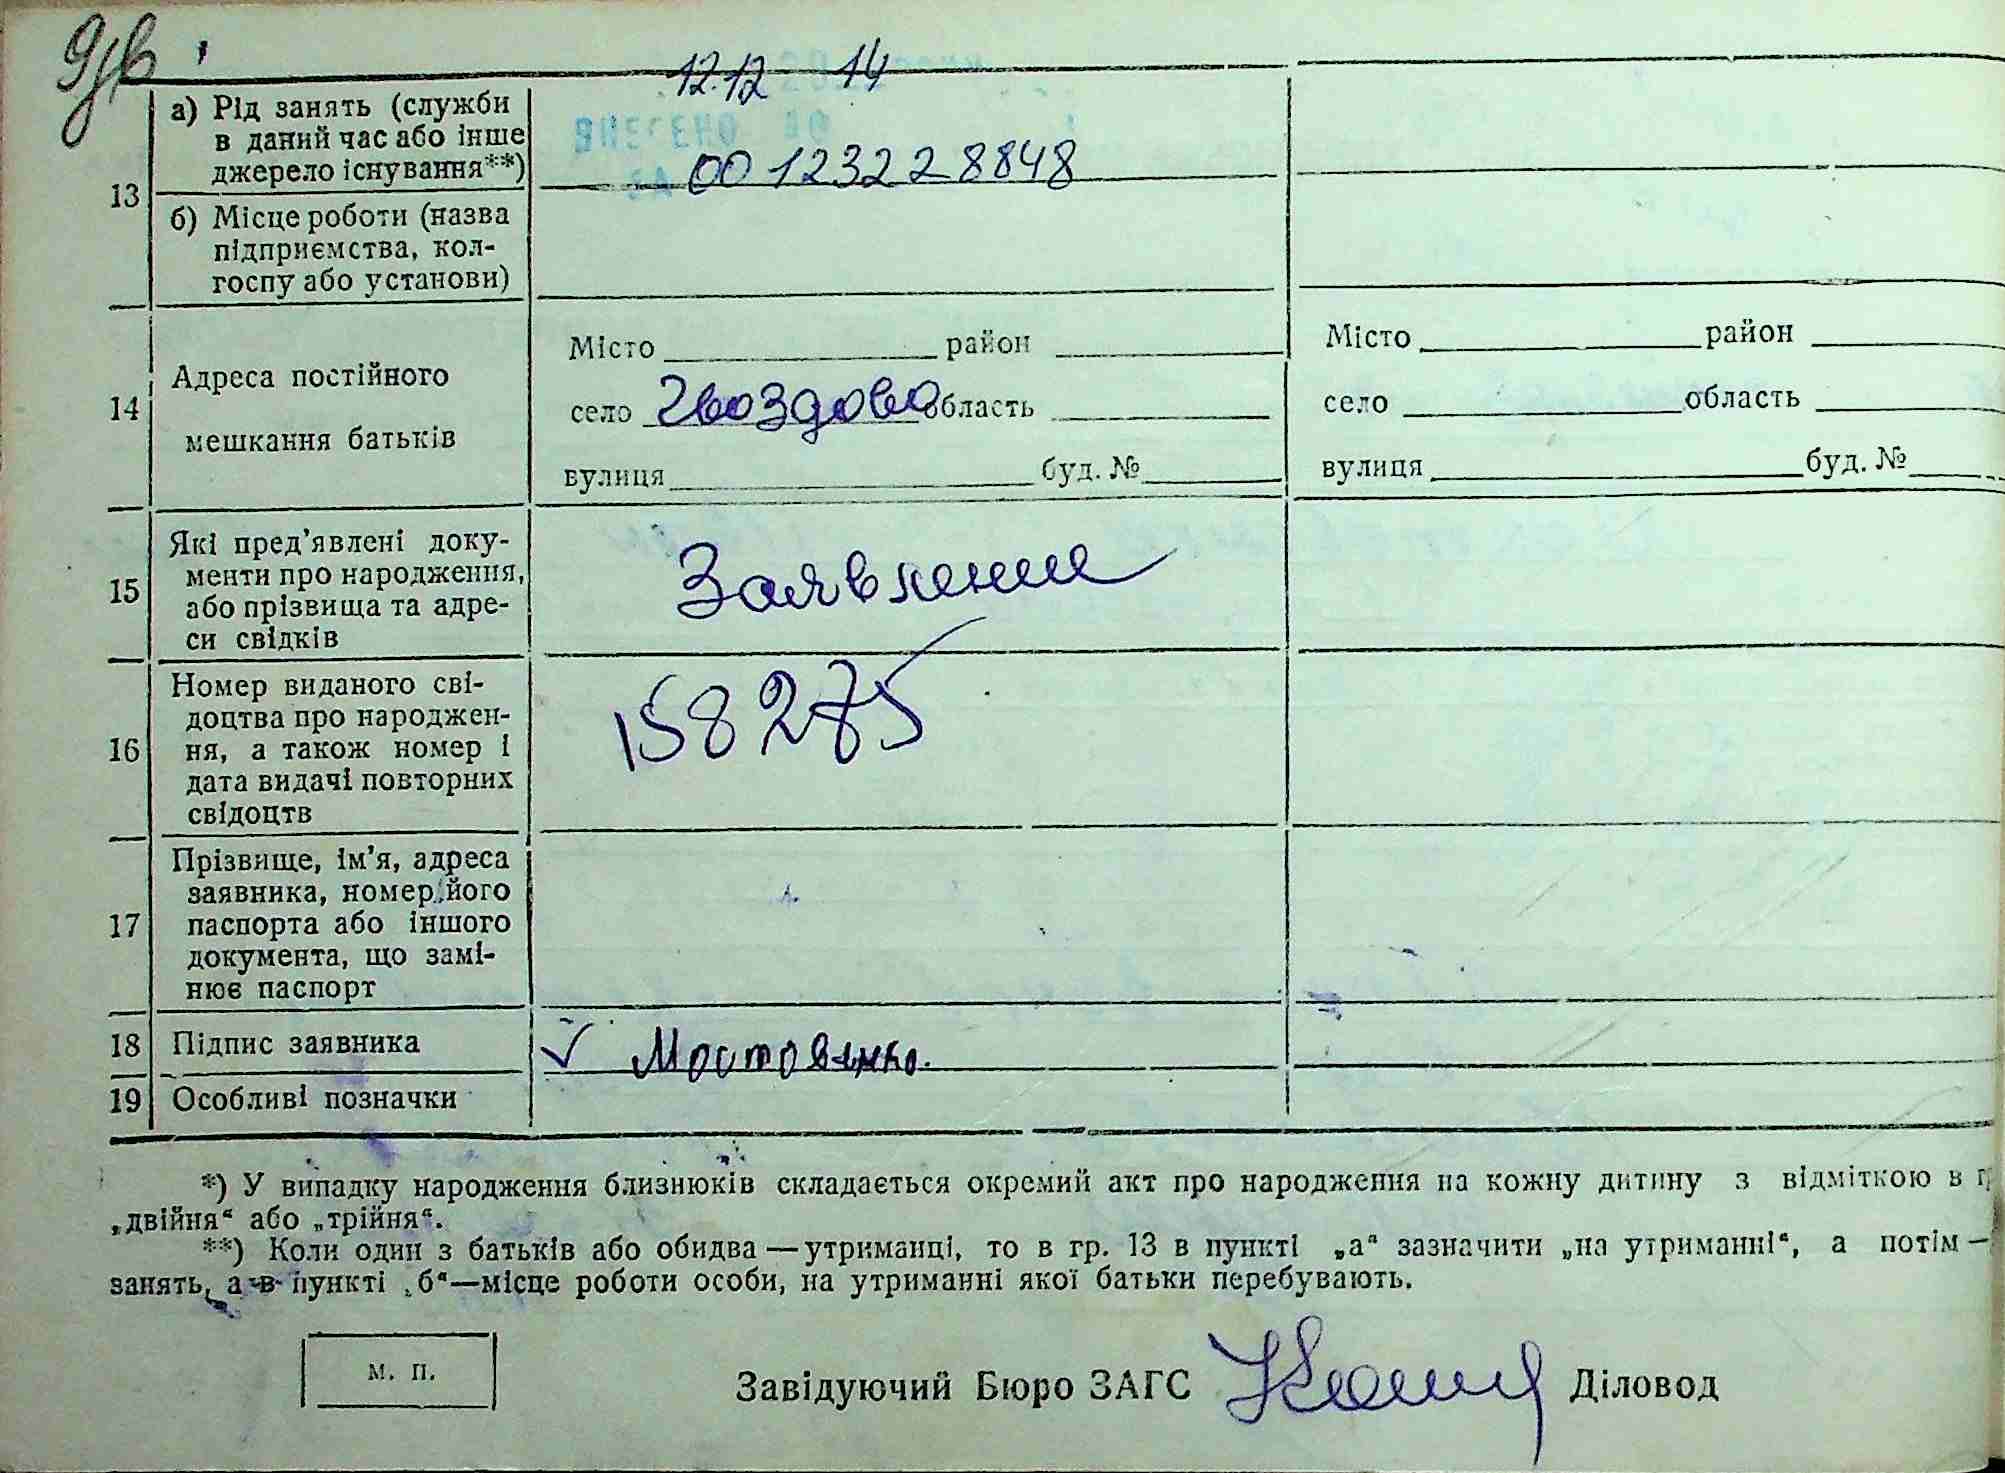 12.12 14
ВНЕСЕНО ДО
00123228848
13
а) Рід занять (служби
в даний час або інше
джерело існування**)
б) Місце роботи (назва
підприємства, кол-
госпу або установи)
14
Адреса постійного
мешкання батьків
Місто район
село Гвоздово область
вулиця буд. №
Місто район
село область
вулиця буд. №
15
Які пред'явлені доку-
менти про народження,
або прізвища та адре-
си свідків
Заявление
16
Номер виданого сві-
доцтва про народжен-
ня, а також номер і
дата видачі повторних
свідоцтв
158275
17
Прізвище, ім'я, адреса
заявника, номер його
паспорта або іншого
документа, що замі-
нює паспорт
18
Підпис заявника
√ Мостовенко.
19
Особливі позначки
*) У випадку народження близнюків складається окремий акт про народження на кожну дитину з відміткою в
„двійня“ або „трійня“.
**) Коли один з батьків або обидва — утриманці, то в гр. 13 в пункті „а“ зазначити „на утриманні“, а потім —
занять, а в пункті „б“—місце роботи особи, на утриманні якої батьки перебувають.
М. П.
Завідуючий Бюро ЗАГС Діловод